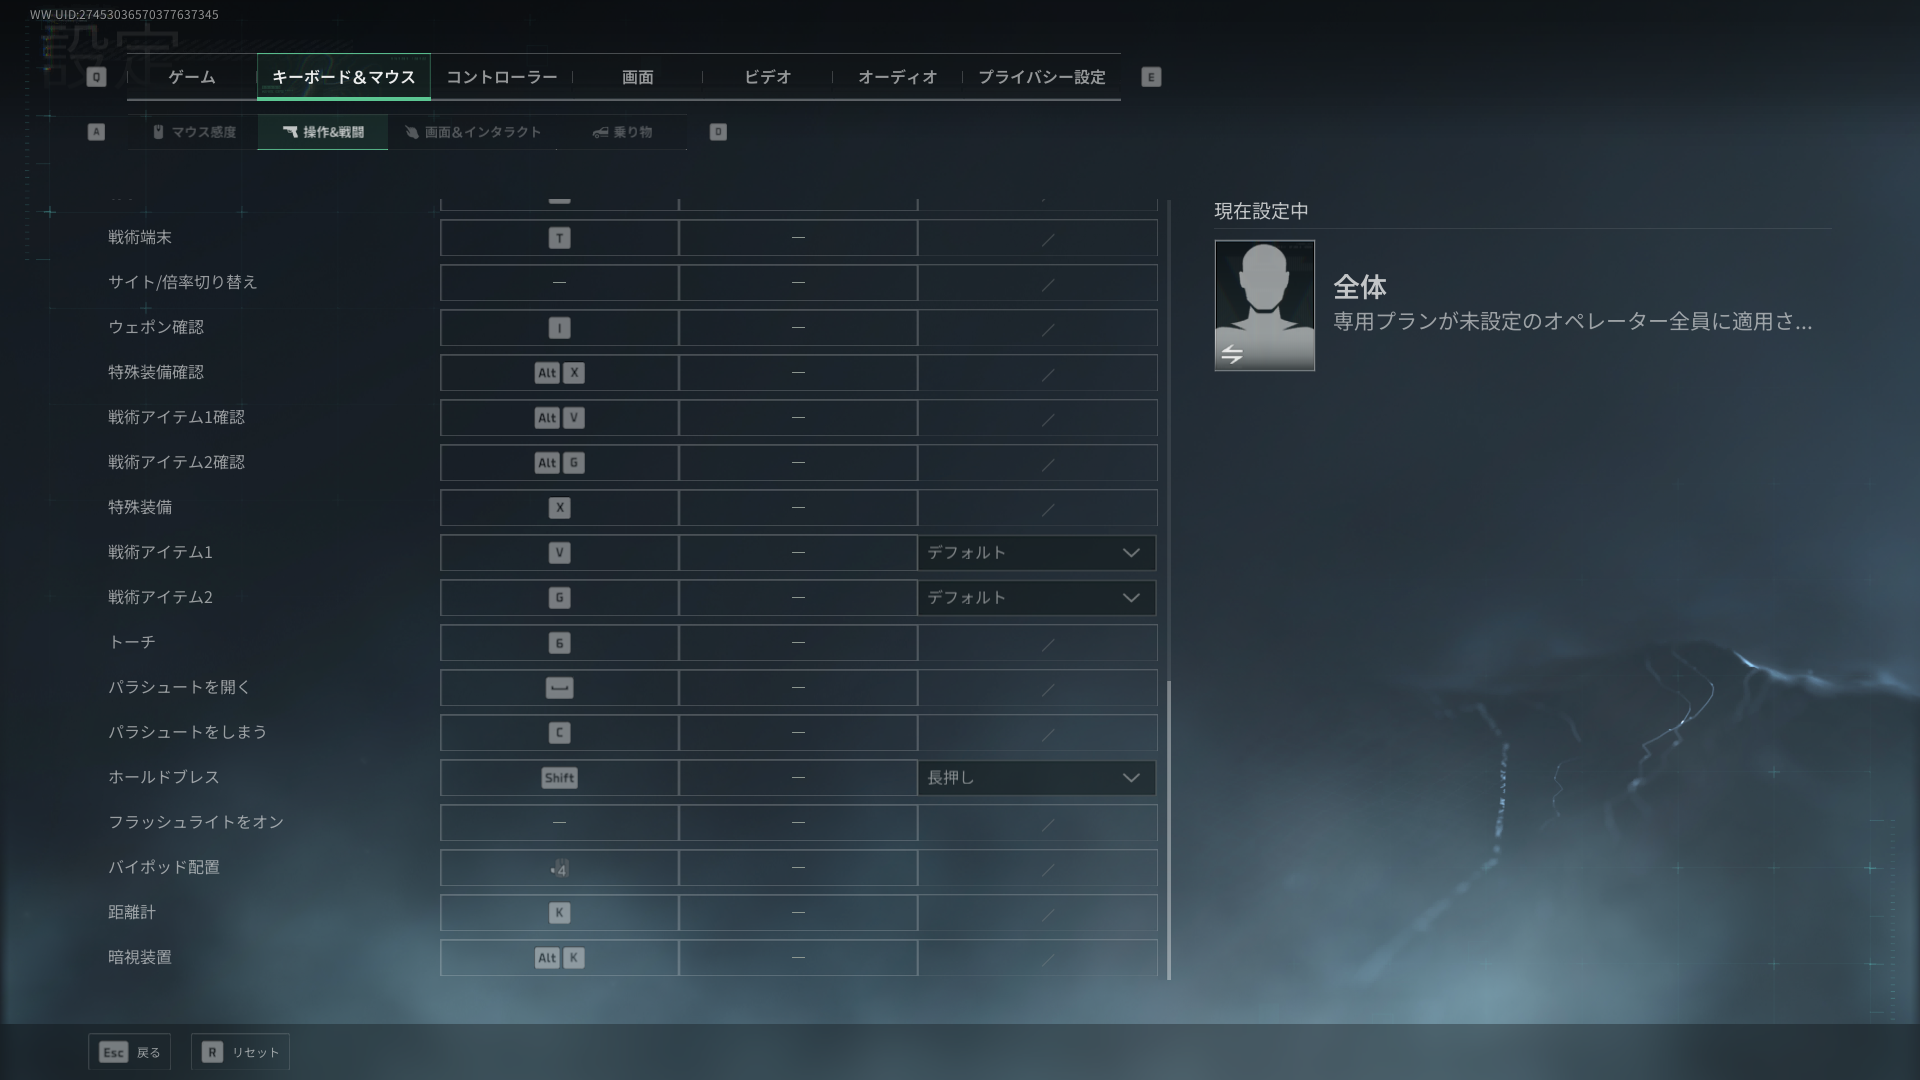 WW UID:27453036570377637345
設定
Q ゲーム キーボード＆マウス コントローラー 画面 ビデオ オーディオ プライバシー設定 E
A マウス感度 操作&戦闘 画面＆インタラクト 乗り物 D
現在設定中
全体
専用プランが未設定のオペレーター全員に適用さ...
戦術端末 T — ／
サイト/倍率切り替え — — ／
ウェポン確認 I — ／
特殊装備確認 Alt X — ／
戦術アイテム1確認 Alt V — ／
戦術アイテム2確認 Alt G — ／
特殊装備 X — ／
戦術アイテム1 V — デフォルト
戦術アイテム2 G — デフォルト
トーチ 6 — ／
パラシュートを開く — ／
パラシュートをしまう C — ／
ホールドブレス Shift — 長押し
フラッシュライトをオン — — ／
バイポッド配置 4 — ／
距離計 K — ／
暗視装置 Alt K — ／
Esc 戻る R リセット